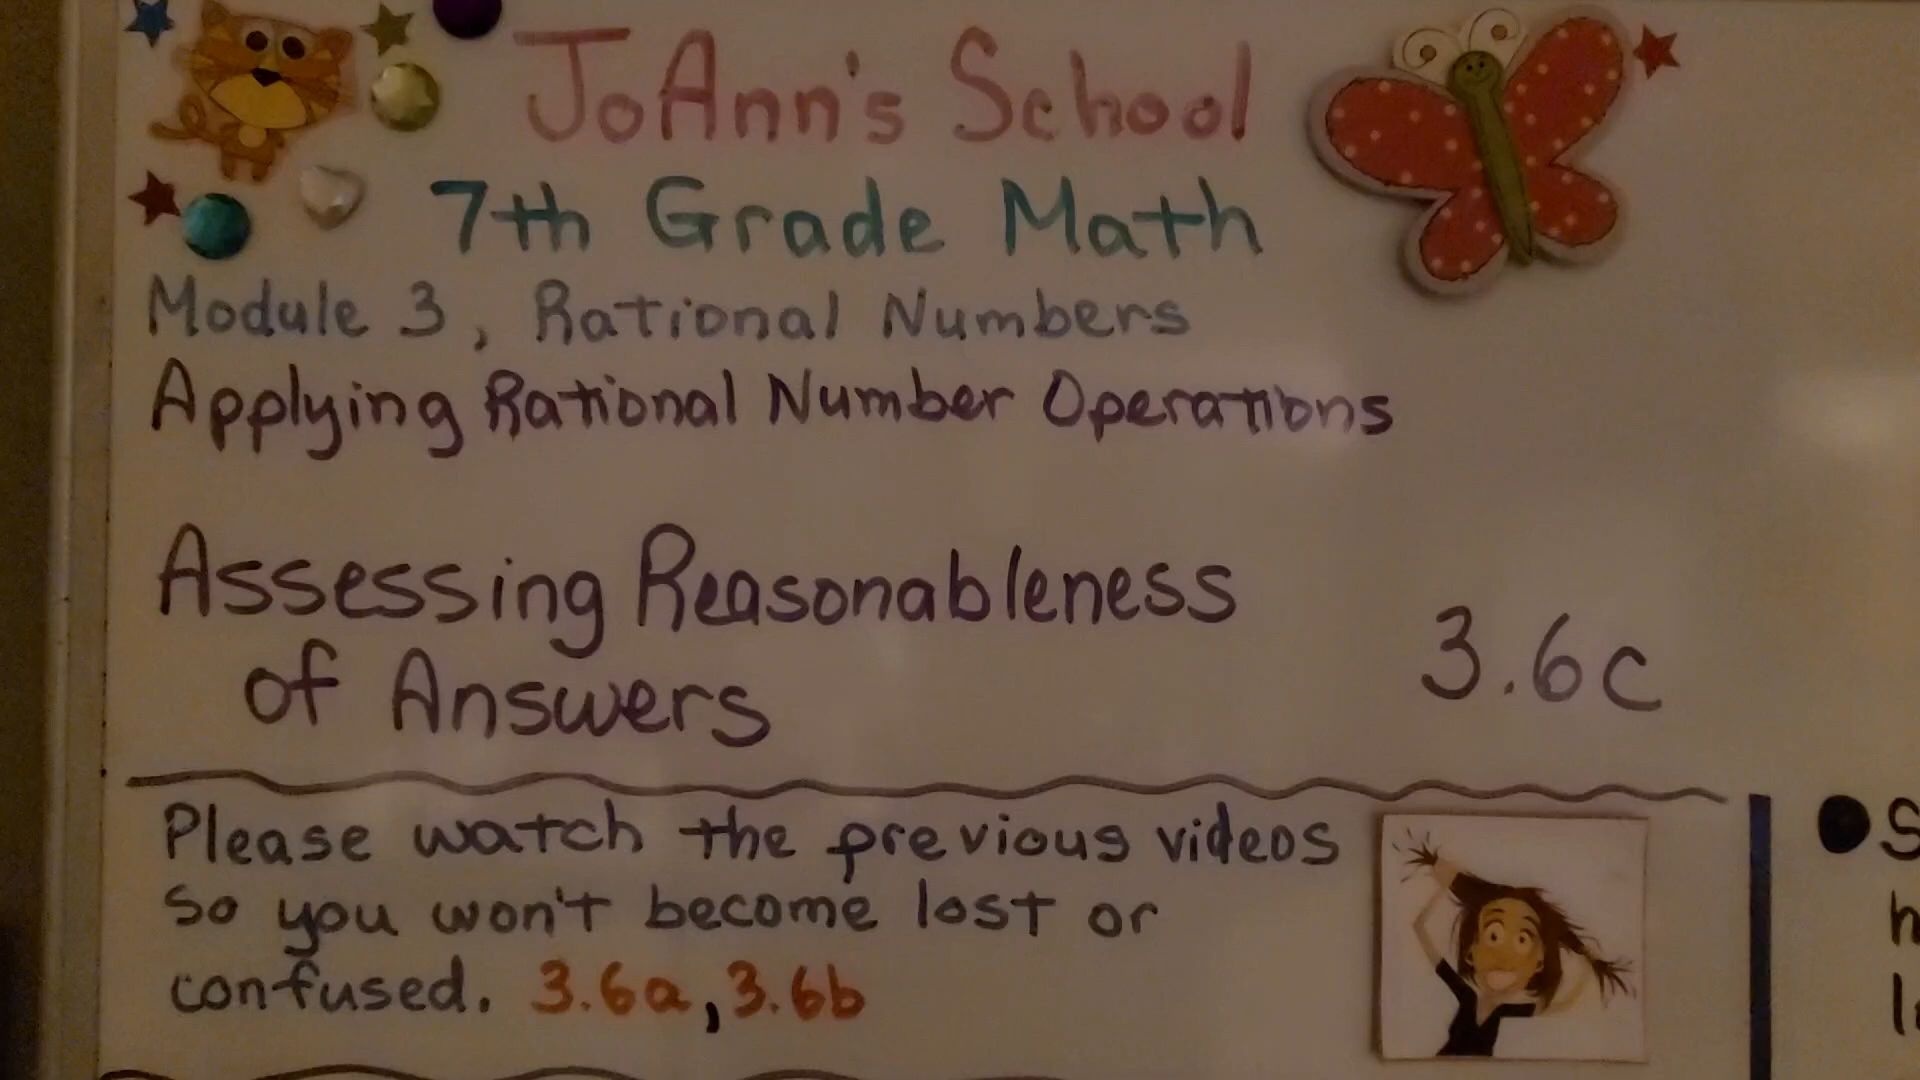 JoAnn's School
7th Grade Math
Module 3, Rational Numbers
Applying Rational Number Operations
Assessing Reasonableness
of Answers
3.6c
Please watch the previous videos
so you won't become lost or
confused. 3.6a, 3.6b